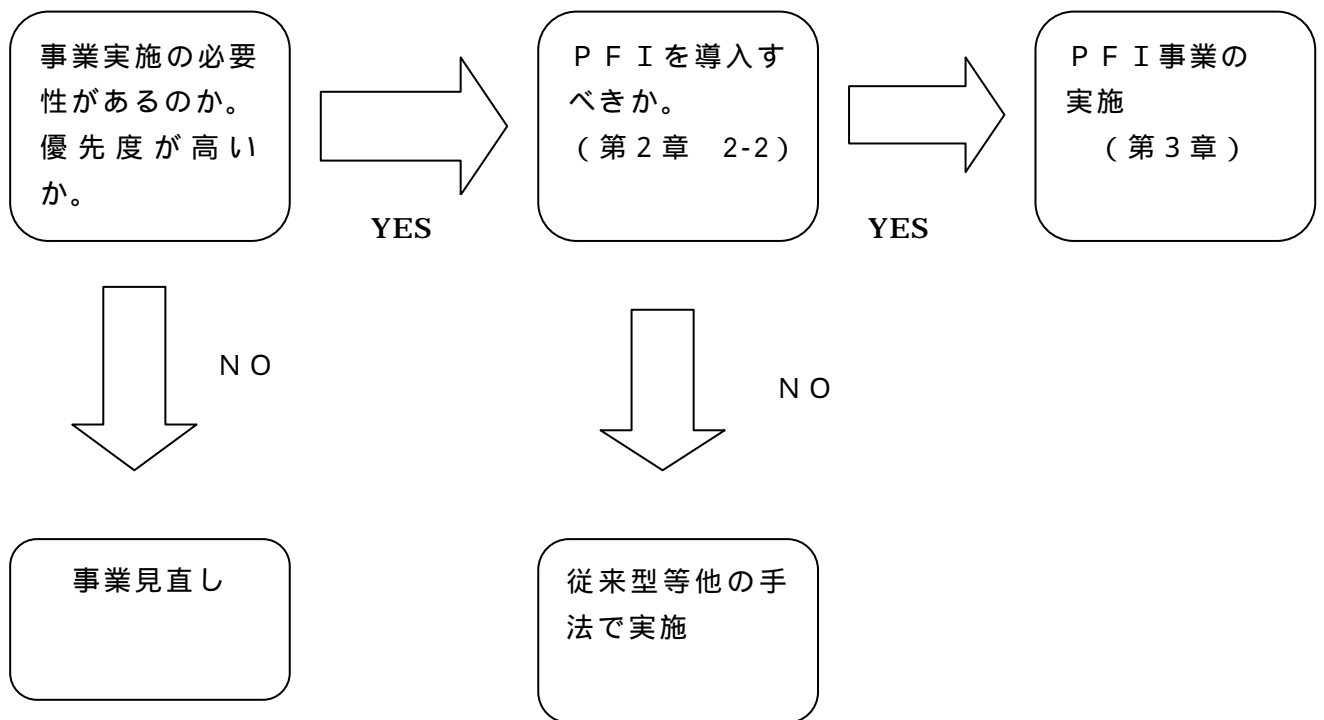 事業実施の必要
性があるのか。
優先度が高い
か。
YES
ＰＦＩを導入す
べきか。
（第２章　2-2）
YES
ＰＦＩ事業の
実施
（第３章）
ＮＯ
ＮＯ
事業見直し
従来型等他の手
法で実施